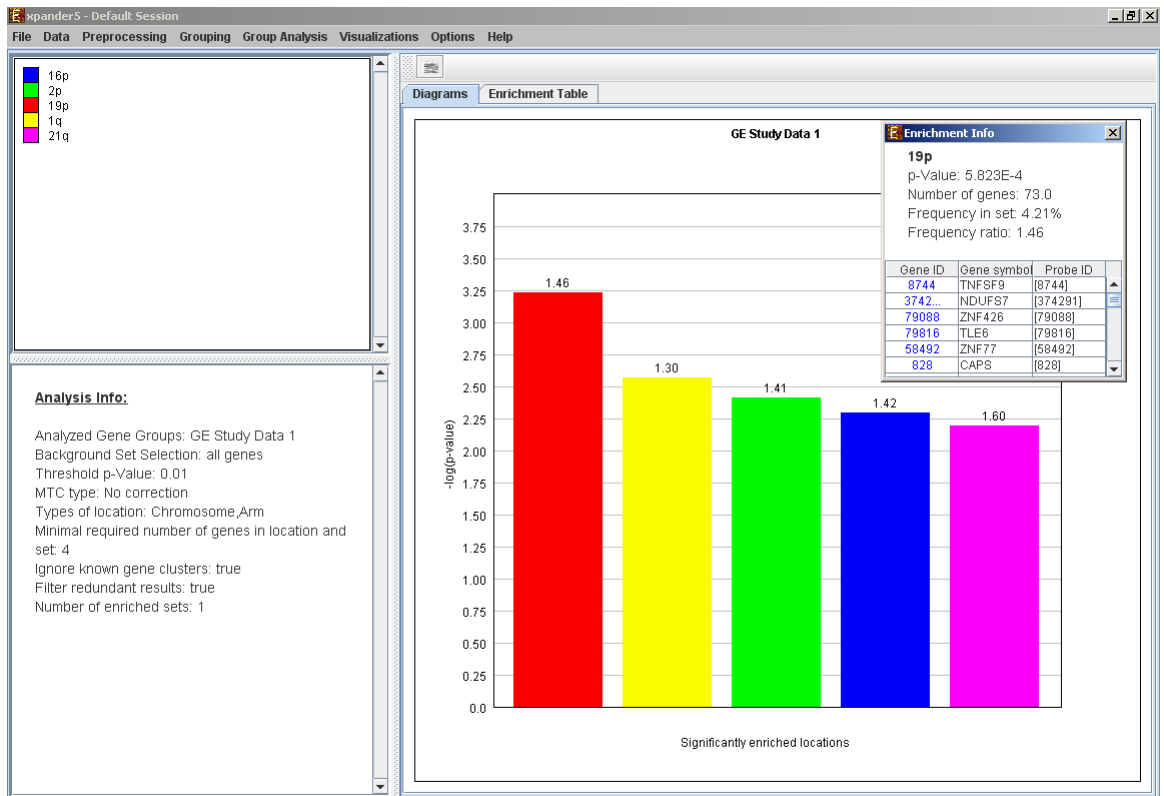 xpander5 - Default Session
File Data Preprocessing Grouping Group Analysis Visualizations Options Help
16p
2p
19p
1q
21q
Analysis Info:
Analyzed Gene Groups: GE Study Data 1
Background Set Selection: all genes
Threshold p-Value: 0.01
MTC type: No correction
Types of location: Chromosome,Arm
Minimal required number of genes in location and
set: 4
Ignore known gene clusters: true
Filter redundant results: true
Number of enriched sets: 1
Diagrams Enrichment Table
GE Study Data 1
3.75
3.50
3.25
3.00
2.75
2.50
2.25
2.00
1.75
1.50
1.25
1.00
0.75
0.50
0.25
0.0
-log(p-value)
1.46
1.30
1.41
1.42
1.60
Significantly enriched locations
Enrichment Info
19p
p-Value: 5.823E-4
Number of genes: 73.0
Frequency in set: 4.21%
Frequency ratio: 1.46
Gene ID Gene symbol Probe ID
8744 TNFSF9 [8744]
3742... NDUFS7 [374291]
79088 ZNF426 [79088]
79816 TLE6 [79816]
58492 ZNF77 [58492]
828 CAPS [828]